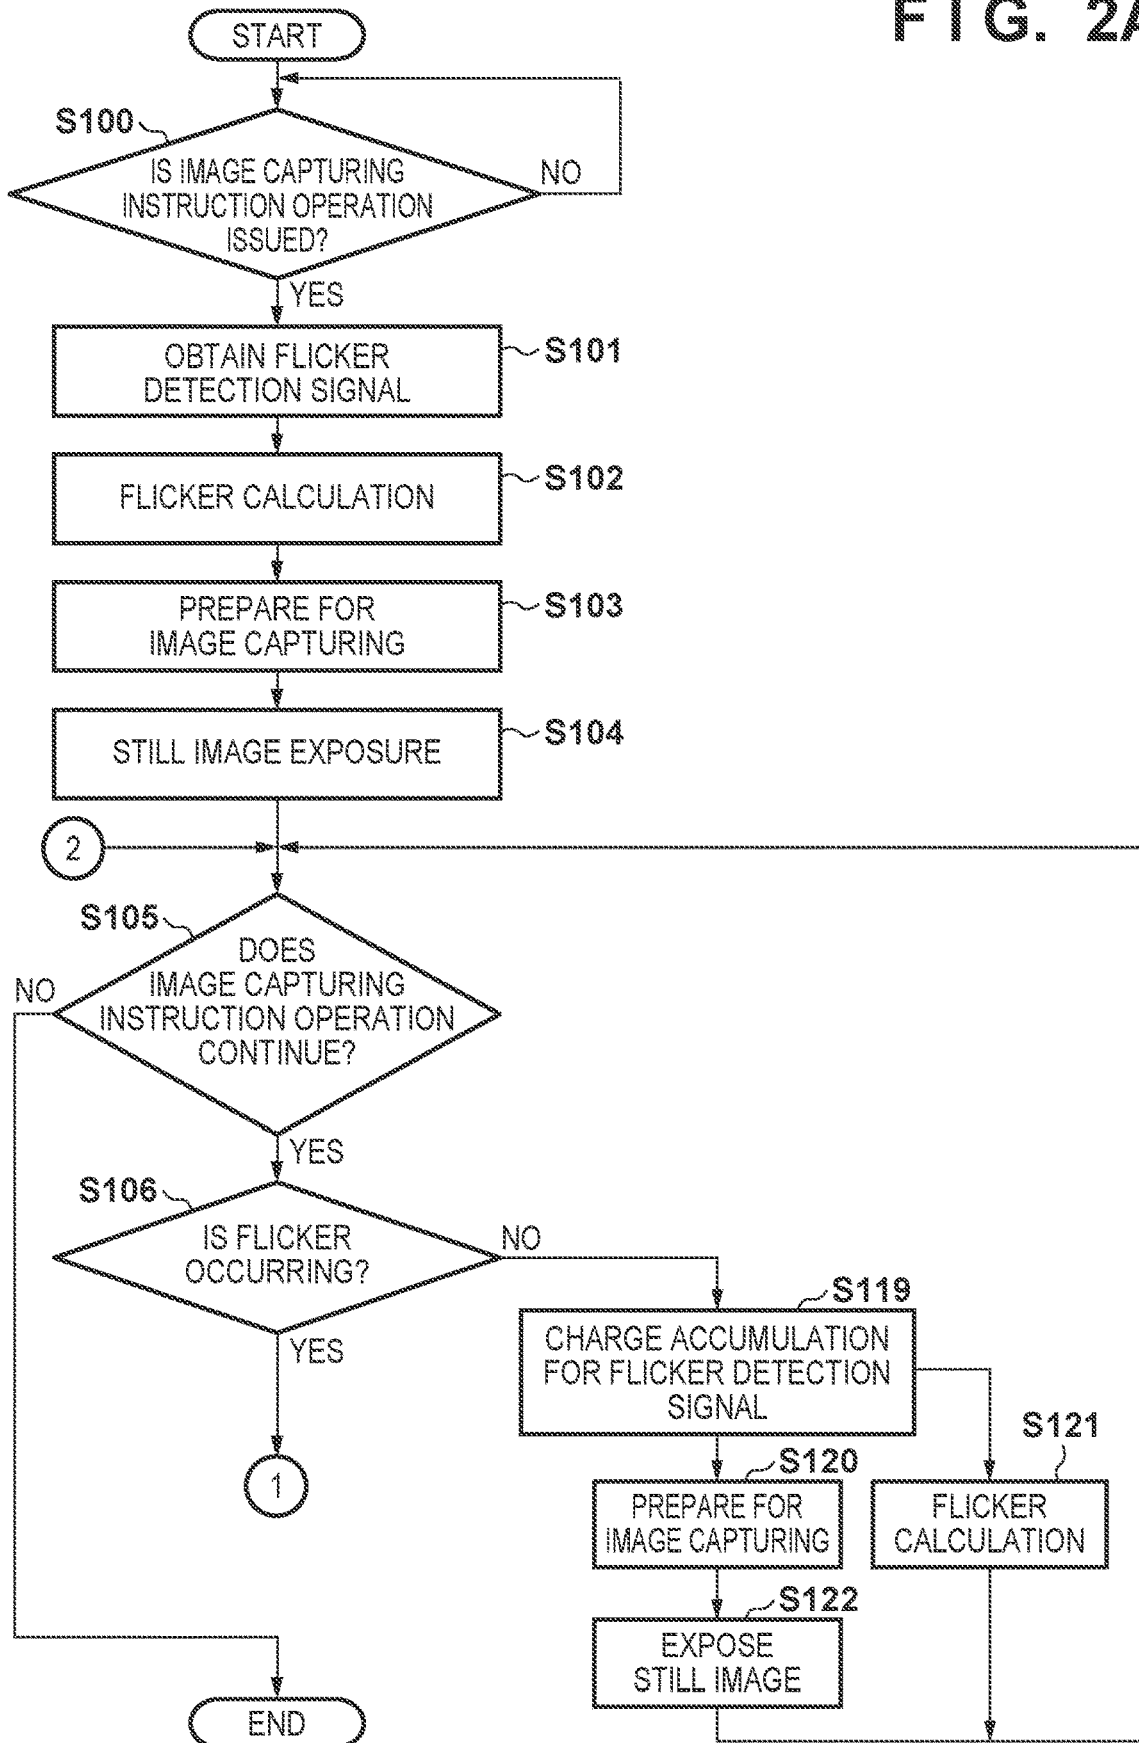 FIG. 2A
START
S100
IS IMAGE CAPTURING
INSTRUCTION OPERATION
ISSUED?
NO
YES
OBTAIN FLICKER
DETECTION SIGNAL
S101
FLICKER CALCULATION
S102
PREPARE FOR
IMAGE CAPTURING
S103
STILL IMAGE EXPOSURE
S104
2
S105
DOES
IMAGE CAPTURING
INSTRUCTION OPERATION
CONTINUE?
NO
YES
S106
IS FLICKER
OCCURRING?
NO
YES
1
S119
CHARGE ACCUMULATION
FOR FLICKER DETECTION
SIGNAL
S120
PREPARE FOR
IMAGE CAPTURING
S121
FLICKER
CALCULATION
S122
EXPOSE
STILL IMAGE
END